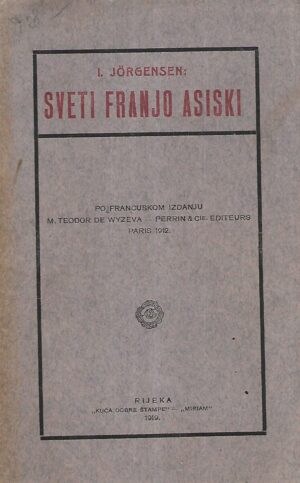 I. JÖRGENSEN:
SVETI FRANJO ASISKI
PO FRANCUSKOM IZDANJU
M. TEODOR DE WYZEVA — PERRIN & CIE. EDITEURS
PARIS 1912.
RIJEKA
„KUĆA DOBRE ŠTAMPE" — „MIRIAM"
1919.